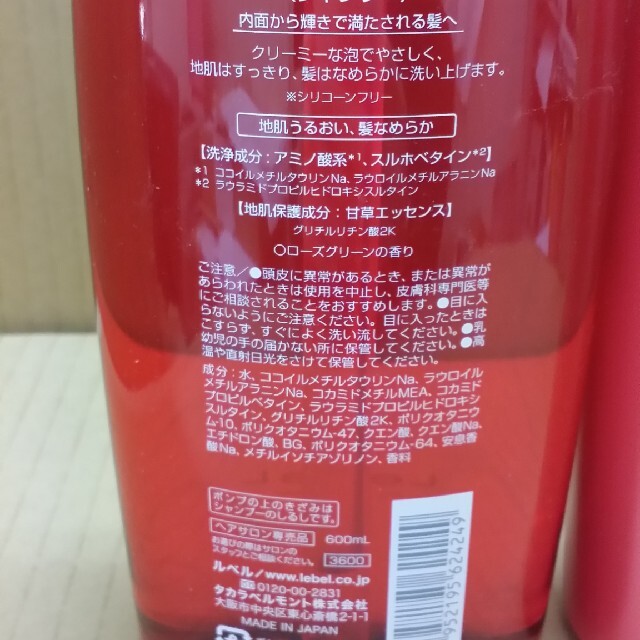 内面から輝きで満たされる髪へ
クリーミーな泡でやさしく、
地肌はすっきり、髪はなめらかに洗い上げます。
※シリコーンフリー
地肌うるおい、髪なめらか
【洗浄成分：アミノ酸系*1、スルホベタイン*2】
*1 ココイルメチルタウリンNa、ラウロイルメチルアラニンNa
*2 ラウラミドプロピルヒドロキシスルタイン
【地肌保護成分：甘草エッセンス】
グリチルリチン酸2K
○ローズグリーンの香り
ご注意/●頭皮に異常があるとき、または異常が
あらわれたときは使用を中止し、皮膚科専門医等
にご相談されることをおすすめします。●目に入
らないようにご注意ください。目に入ったときは
こすらず、すぐによく洗い流してください。●乳
幼児の手の届かない所に保管してください。●高
温や直射日光をさけて保管してください。
成分：水、ココイルメチルタウリンNa、ラウロイル
メチルアラニンNa、コカミドメチルMEA、コカミド
プロピルベタイン、ラウラミドプロピルヒドロキシ
スルタイン、グリチルリチン酸2K、ポリクオタニウ
ム-10、ポリクオタニウム-47、クエン酸、クエン酸Na、
エチドロン酸、BG、ポリクオタニウム-64、安息香
酸Na、メチルイソチアゾリノン、香料
ポンプの上のきざみは
シャンプーのしるしです。
ヘアサロン専売品
600mL
お選びの際はサロンの
スタッフとご相談ください。
3600
ルベル/www.lebel.co.jp
0120-00-2831
タカラベルモント株式会社
大阪市中央区東心斎橋2-1-1
MADE IN JAPAN
952195624249